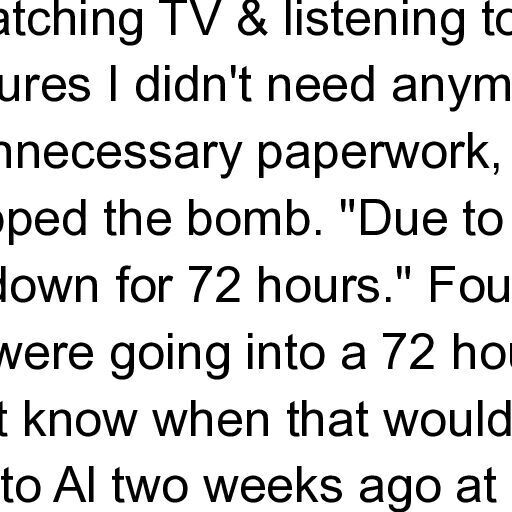 atching TV & listening to
ures I didn't need anym
nnecessary paperwork,
pped the bomb. "Due to
down for 72 hours." Fou
were going into a 72 hou
t know when that would
to Al two weeks ago at